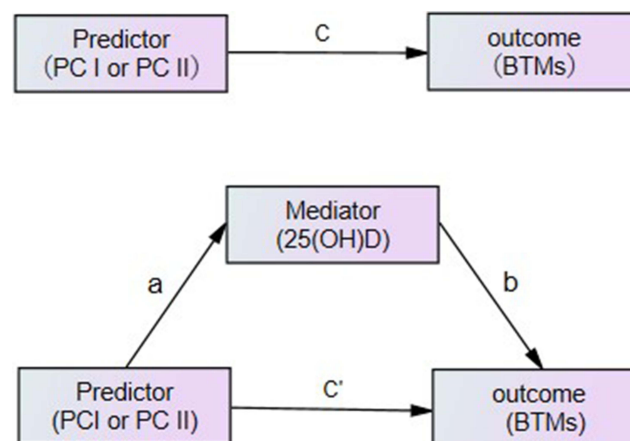 Predictor
(PC I or PC II)
C
outcome
(BTMs)
Mediator
(25(OH)D)
a
b
Predictor
(PCI or PC II)
C'
outcome
(BTMs)